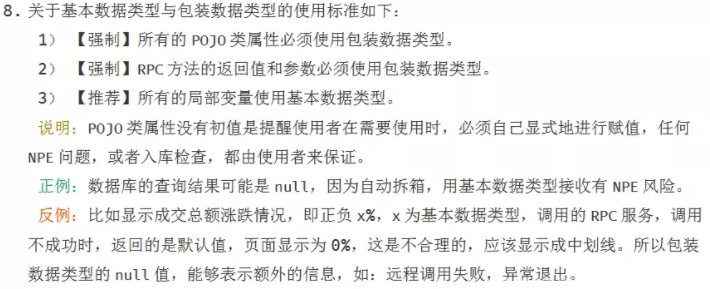 8. 关于基本数据类型与包装数据类型的使用标准如下：
1） 【强制】所有的 POJO 类属性必须使用包装数据类型。
2） 【强制】RPC 方法的返回值和参数必须使用包装数据类型。
3） 【推荐】所有的局部变量使用基本数据类型。
说明：POJO 类属性没有初值是提醒使用者在需要使用时，必须自己显式地进行赋值，任何
NPE 问题，或者入库检查，都由使用者来保证。
正例：数据库的查询结果可能是 null，因为自动拆箱，用基本数据类型接收有 NPE 风险。
反例：比如显示成交总额涨跌情况，即正负 x%，x 为基本数据类型，调用的 RPC 服务，调用
不成功时，返回的是默认值，页面显示为 0%，这是不合理的，应该显示成中划线。所以包装
数据类型的 null 值，能够表示额外的信息，如：远程调用失败，异常退出。